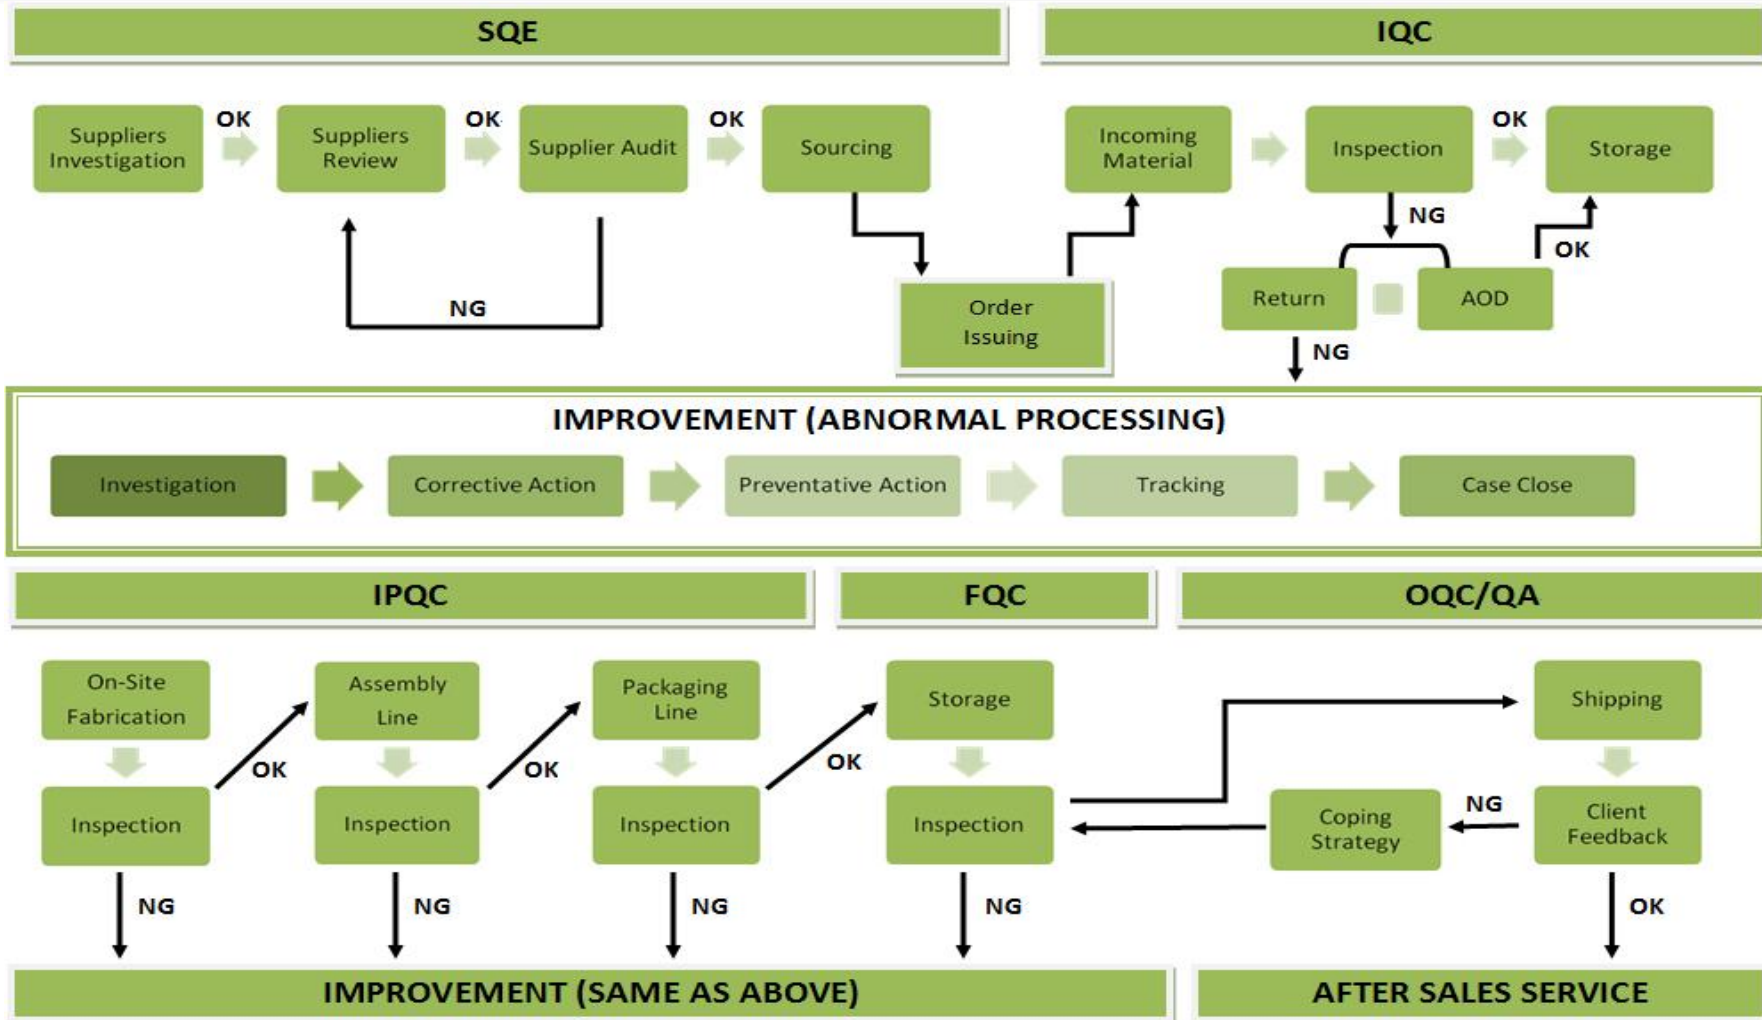 SQE
IQC
Suppliers
Investigation
OK
Suppliers
Review
OK
Supplier Audit
OK
Sourcing
Incoming
Material
Inspection
OK
Storage
NG
OK
NG
Order
Issuing
Return
AOD
NG
IMPROVEMENT (ABNORMAL PROCESSING)
Investigation
Corrective Action
Preventative Action
Tracking
Case Close
IPQC
FQC
OQC/QA
On-Site
Fabrication
Assembly
Line
Packaging
Line
Storage
Shipping
OK
OK
OK
Inspection
Inspection
Inspection
Inspection
Coping
Strategy
NG
Client
Feedback
NG
NG
NG
NG
OK
IMPROVEMENT (SAME AS ABOVE)
AFTER SALES SERVICE